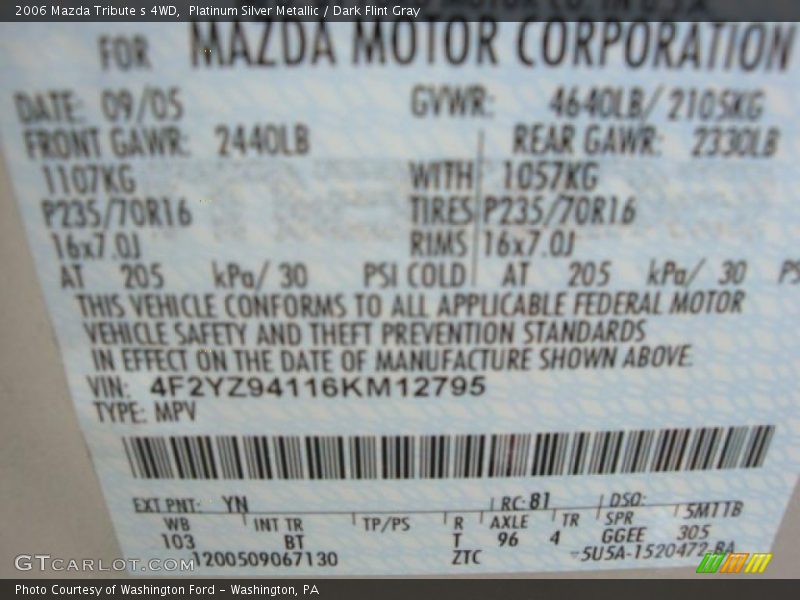 2006 Mazda Tribute s 4WD, Platinum Silver Metallic / Dark Flint Gray
FOR MAZDA MOTOR CORPORATION
DATE: 09/05 GVWR: 4640LB/ 2105KG
FRONT GAWR: 2440LB REAR GAWR: 2330LB
1107KG WITH 1057KG
P235/70R16 TIRES P235/70R16
16x7.0J RIMS 16x7.0J
AT 205 kPa/ 30 PSI COLD AT 205 kPa/ 30 PS
THIS VEHICLE CONFORMS TO ALL APPLICABLE FEDERAL MOTOR
VEHICLE SAFETY AND THEFT PREVENTION STANDARDS
IN EFFECT ON THE DATE OF MANUFACTURE SHOWN ABOVE.
VIN: 4F2YZ94116KM12795
TYPE: MPV
EXT PNT: YN RC: 81 DSO:
WB INT TR TP/PS R AXLE TR SPR 5M11B
103 BT T 96 4 GGEE 305
1200509067130 ZTC 5U5A-1520472-BA
GTCARLOT.COM
Photo Courtesy of Washington Ford - Washington, PA